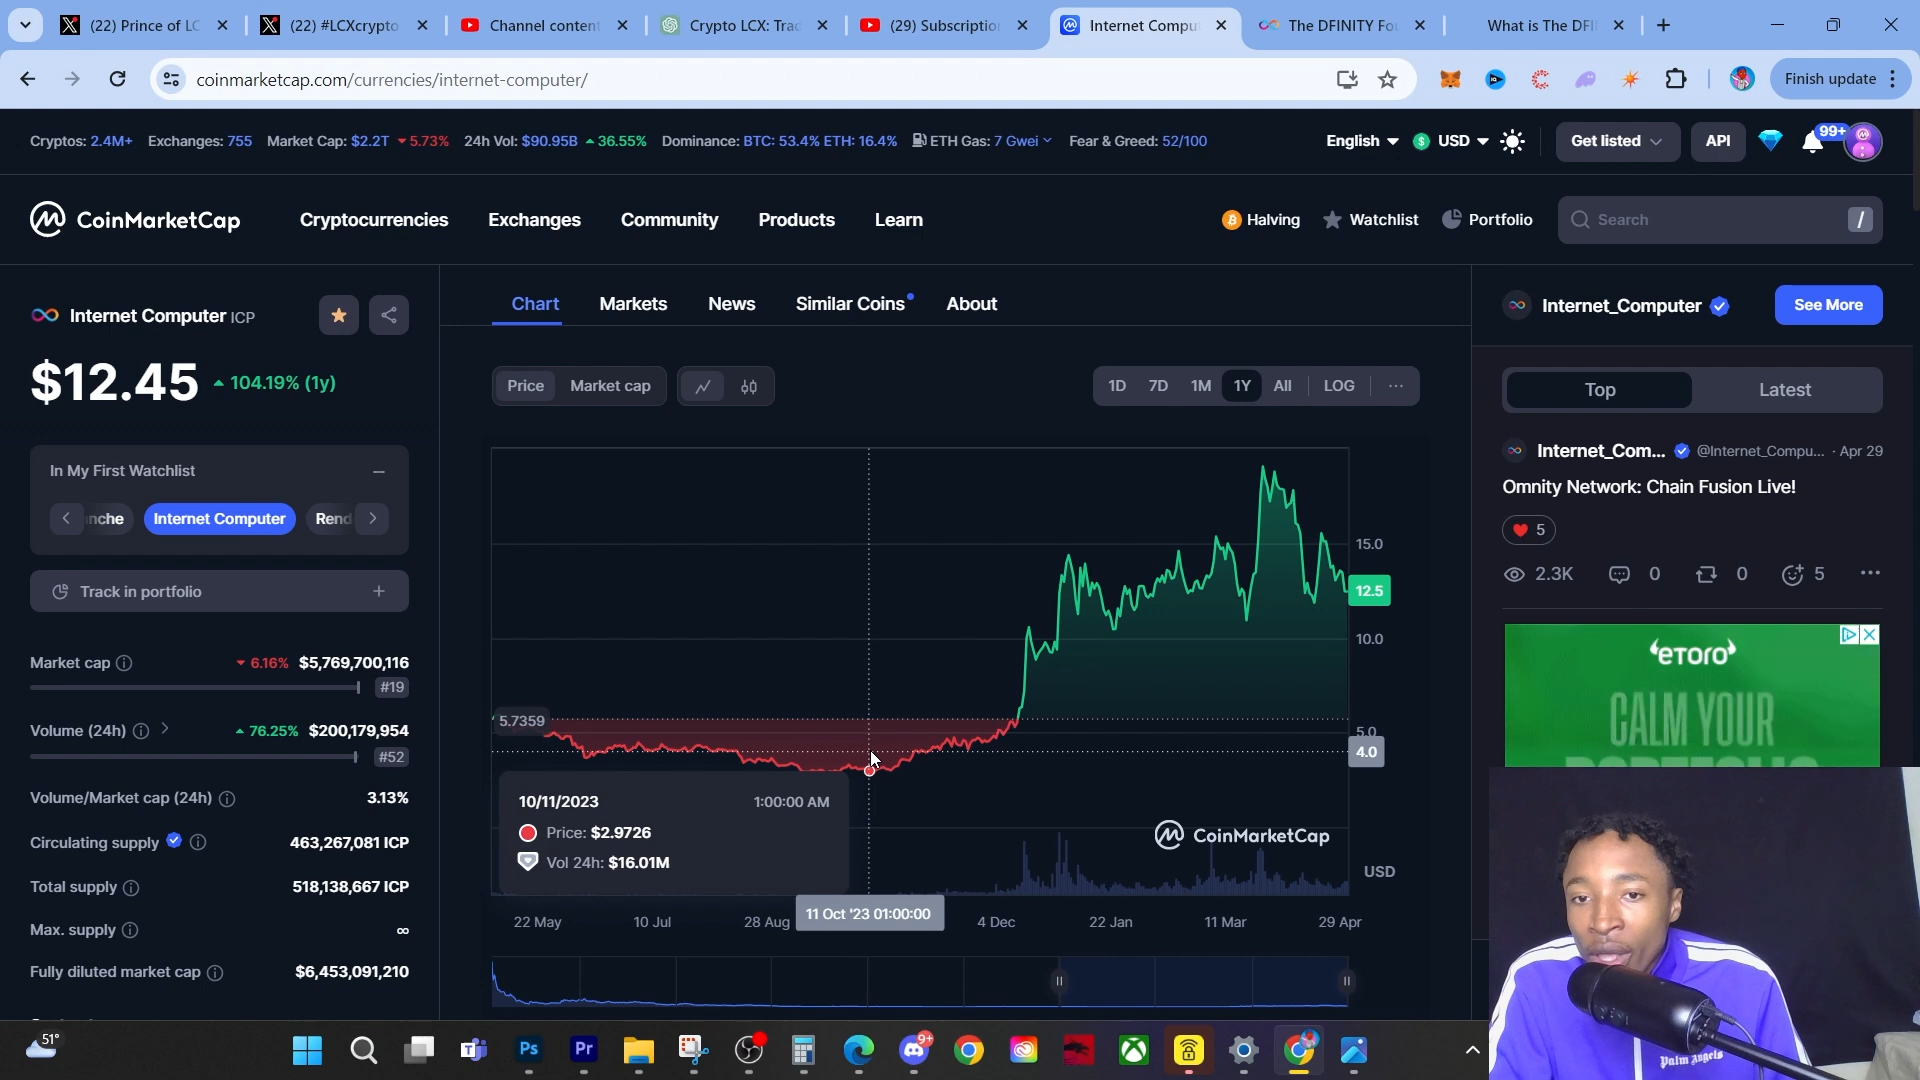 (22) Prince of LC
(22) #LCXcrypto
Channel content
Crypto LCX: Trad
(29) Subscription
Internet Comput
The DFINITY Fo
What is The DFI
coinmarketcap.com/currencies/internet-computer/
Finish update
Cryptos: 2.4M+ Exchanges: 755 Market Cap: $2.2T 5.73% 24h Vol: $90.95B 36.55% Dominance: BTC: 53.4% ETH: 16.4% ETH Gas: 7 Gwei Fear & Greed: 52/100
English USD Get listed API 99+
CoinMarketCap
Cryptocurrencies Exchanges Community Products Learn
Halving Watchlist Portfolio Search /
Internet Computer ICP
$12.45 104.19% (1y)
In My First Watchlist
nche Internet Computer Rend
Track in portfolio +
Market cap 6.16% $5,769,700,116
#19
Volume (24h) 76.25% $200,179,954
#52
Volume/Market cap (24h) 3.13%
Circulating supply 463,267,081 ICP
Total supply 518,138,667 ICP
Max. supply ∞
Fully diluted market cap $6,453,091,210
Chart Markets News Similar Coins About
Price Market cap
1D 7D 1M 1Y All LOG ...
15.0
12.5
10.0
5.7359
5.0
4.0
10/11/2023 1:00:00 AM
Price: $2.9726
Vol 24h: $16.01M
CoinMarketCap
USD
22 May 10 Jul 28 Aug 11 Oct '23 01:00:00 4 Dec 22 Jan 11 Mar 29 Apr
Internet_Computer See More
Top Latest
Internet_Com... @Internet_Compu... · Apr 29
Omnity Network: Chain Fusion Live!
5
2.3K 0 0 5
eToro
CALM YOUR
Palm Angels
51°
Ps
Pr
9+